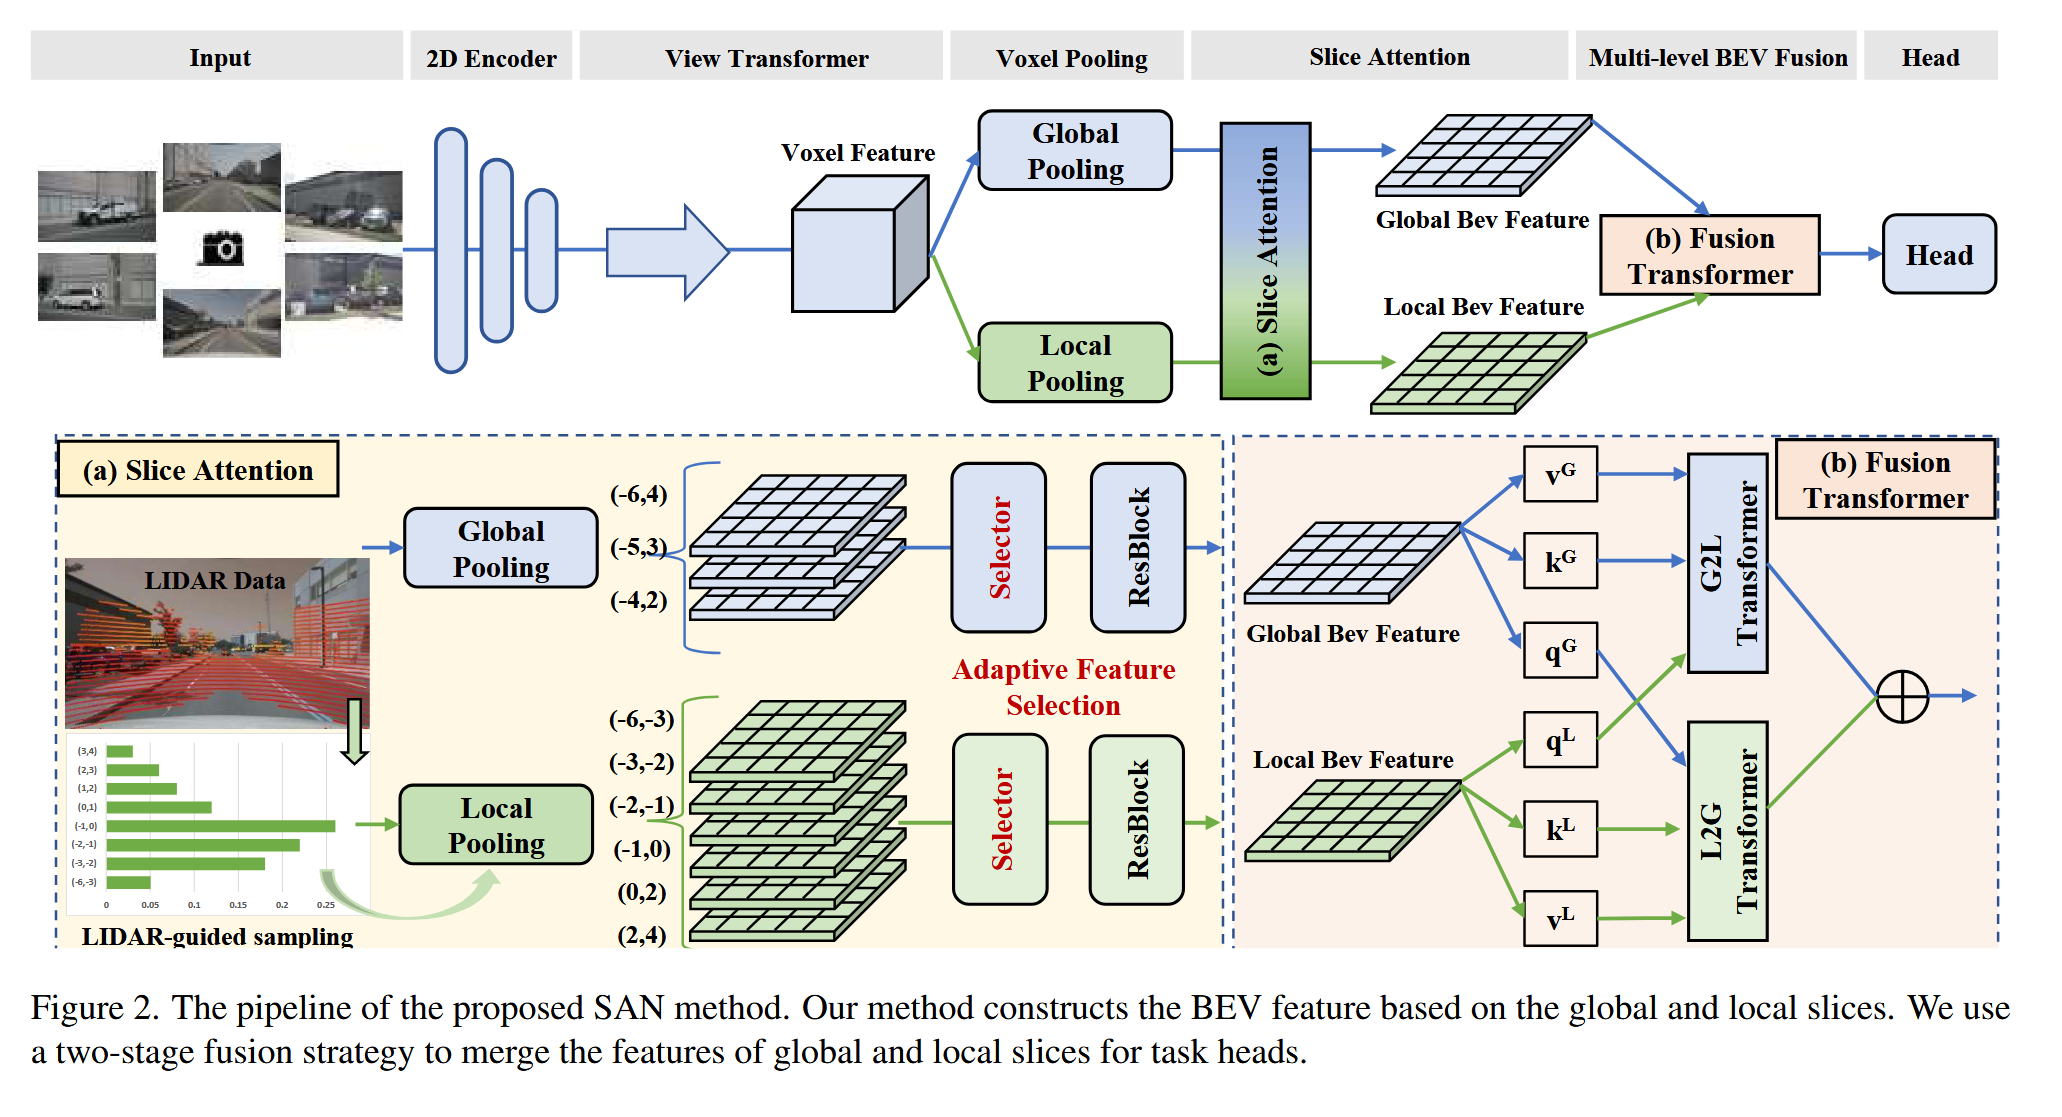 Input
2D Encoder
View Transformer
Voxel Pooling
Slice Attention
Multi-level BEV Fusion
Head
Voxel Feature
Global
Pooling
Local
Pooling
(a) Slice Attention
Global Bev Feature
Local Bev Feature
(b) Fusion
Transformer
Head
(a) Slice Attention
LIDAR Data
(3,4)
(2,3)
(1,2)
(0,1)
(-1,0)
(-2,-1)
(-3,-2)
(-6,-3)
0 0.05 0.1 0.15 0.2 0.25
LIDAR-guided sampling
Global
Pooling
Local
Pooling
(-6,4)
(-5,3)
(-4,2)
(-6,-3)
(-3,-2)
(-2,-1)
(-1,0)
(0,2)
(2,4)
Selector
ResBlock
Adaptive Feature
Selection
Selector
ResBlock
(b) Fusion
Transformer
Global Bev Feature
Local Bev Feature
v^G
k^G
q^G
q^L
k^L
v^L
G2L
Transformer
L2G
Transformer
Figure 2. The pipeline of the proposed SAN method. Our method constructs the BEV feature based on the global and local slices. We use
a two-stage fusion strategy to merge the features of global and local slices for task heads.